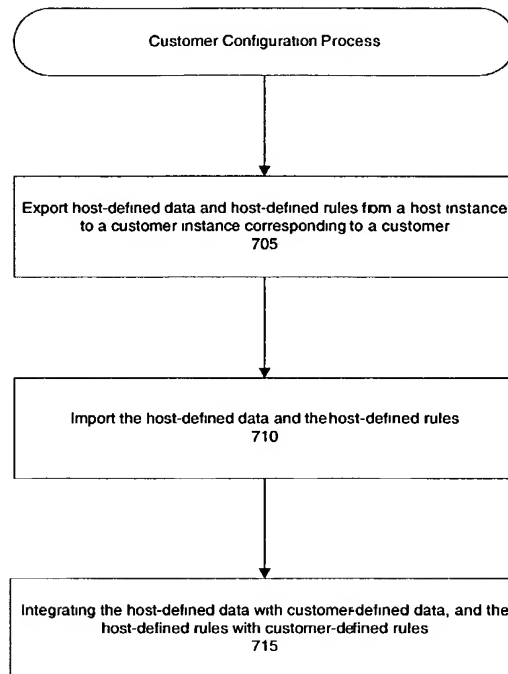 Customer Configuration Process
Export host-defined data and host-defined rules from a host instance
to a customer instance corresponding to a customer
705
Import the host-defined data and the host-defined rules
710
Integrating the host-defined data with customer-defined data, and the
host-defined rules with customer-defined rules
715